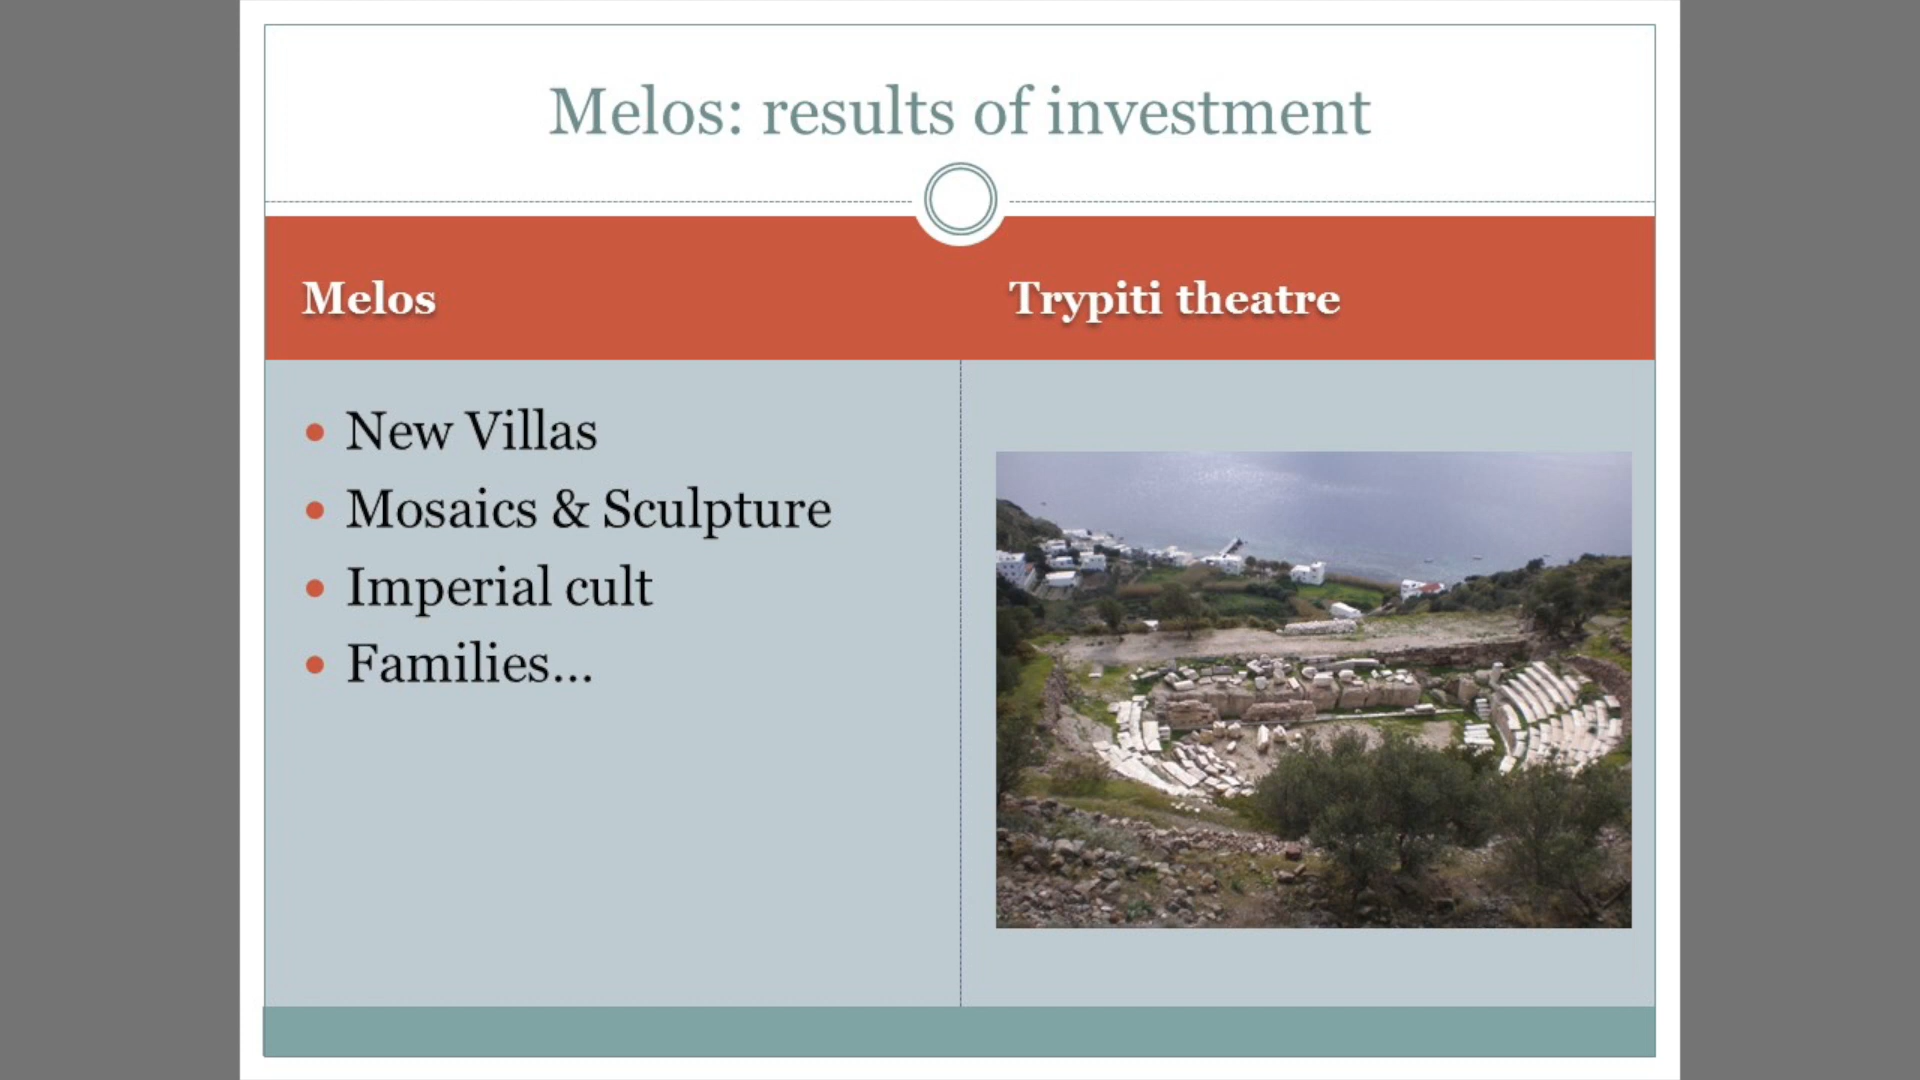 Melos: results of investment
Melos
Trypiti theatre
New Villas
Mosaics & Sculpture
Imperial cult
Families...